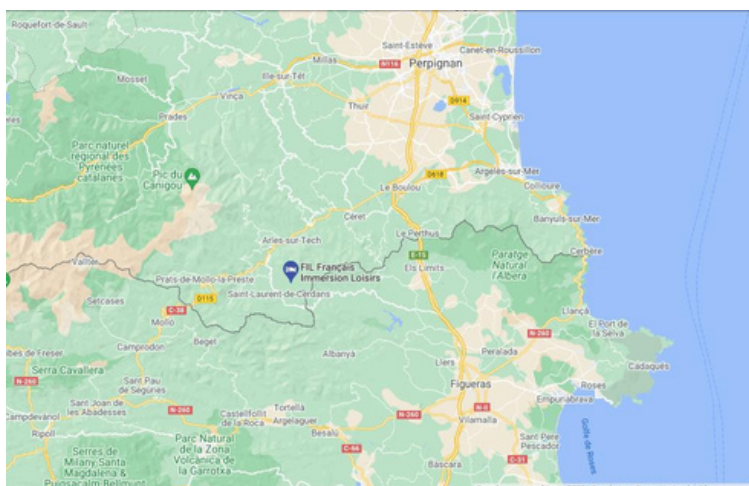 Roquefort-de-Sault
Saint-Estève
Canet-en-Roussillon
Millas
N116
Perpignan
Mosset
Ille-sur-Têt
Vinça
Thuir
D914
Prades
Saint-Cyprien
Parc naturel
régional des
Pyrénées
catalanes
Pic du
Canigou
D618
Argelès-sur-Mer
Le Boulou
Collioure
Céret
Banyuls-sur-Mer
Arles-sur-Tech
Le Perthus
Cerbère
E-15
Vallter
FIL Français
Immersion Loisirs
Els Límits
Paratge
Natural
l'Albera
Prats-de-Mollo-la-Preste
Setcases
D115
Saint-Laurent-de-Cerdans
C-38
Molló
Llançà
Beget
El Port de
la Selva
N-260
Camprodon
Albanyà
Llers
Peralada
Cadaqués
Serra Cavallera
Sant Pau
de Segúries
Figueras
Roses
N-260
Empuriabrava
Sant Joan de
les Abadesses
Tortellà
Argelaguer
Castellfollit
de la Roca
N-260
N-II
Campdevànol
Ripoll
N-260
Besalú
Vilamalla
Golfo de Roses
Parc Natural
de la Zona
Volcànica de
la Garrotxa
Sant Pere
Pescador
C-66
Serres de
Milany Santa
Magdalena &
Bàscara
C-31